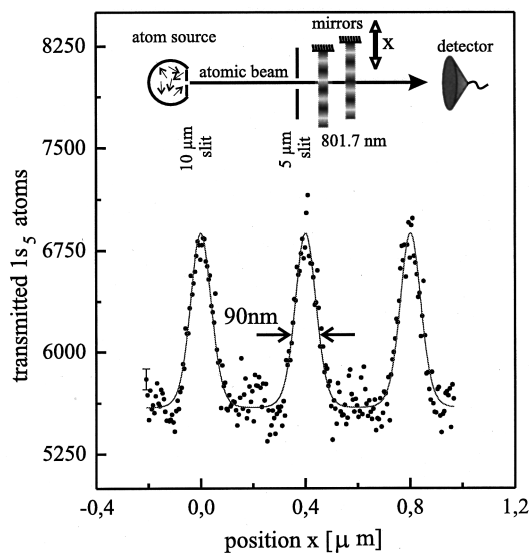 mirrors
atom source
x
detector
atomic beam
10 μm
slit
5 μm
slit
801.7 nm
8250
7500
6750
6000
5250
transmitted 1s5 atoms
90nm
-0,4
0,0
0,4
0,8
1,2
position x [μ m]